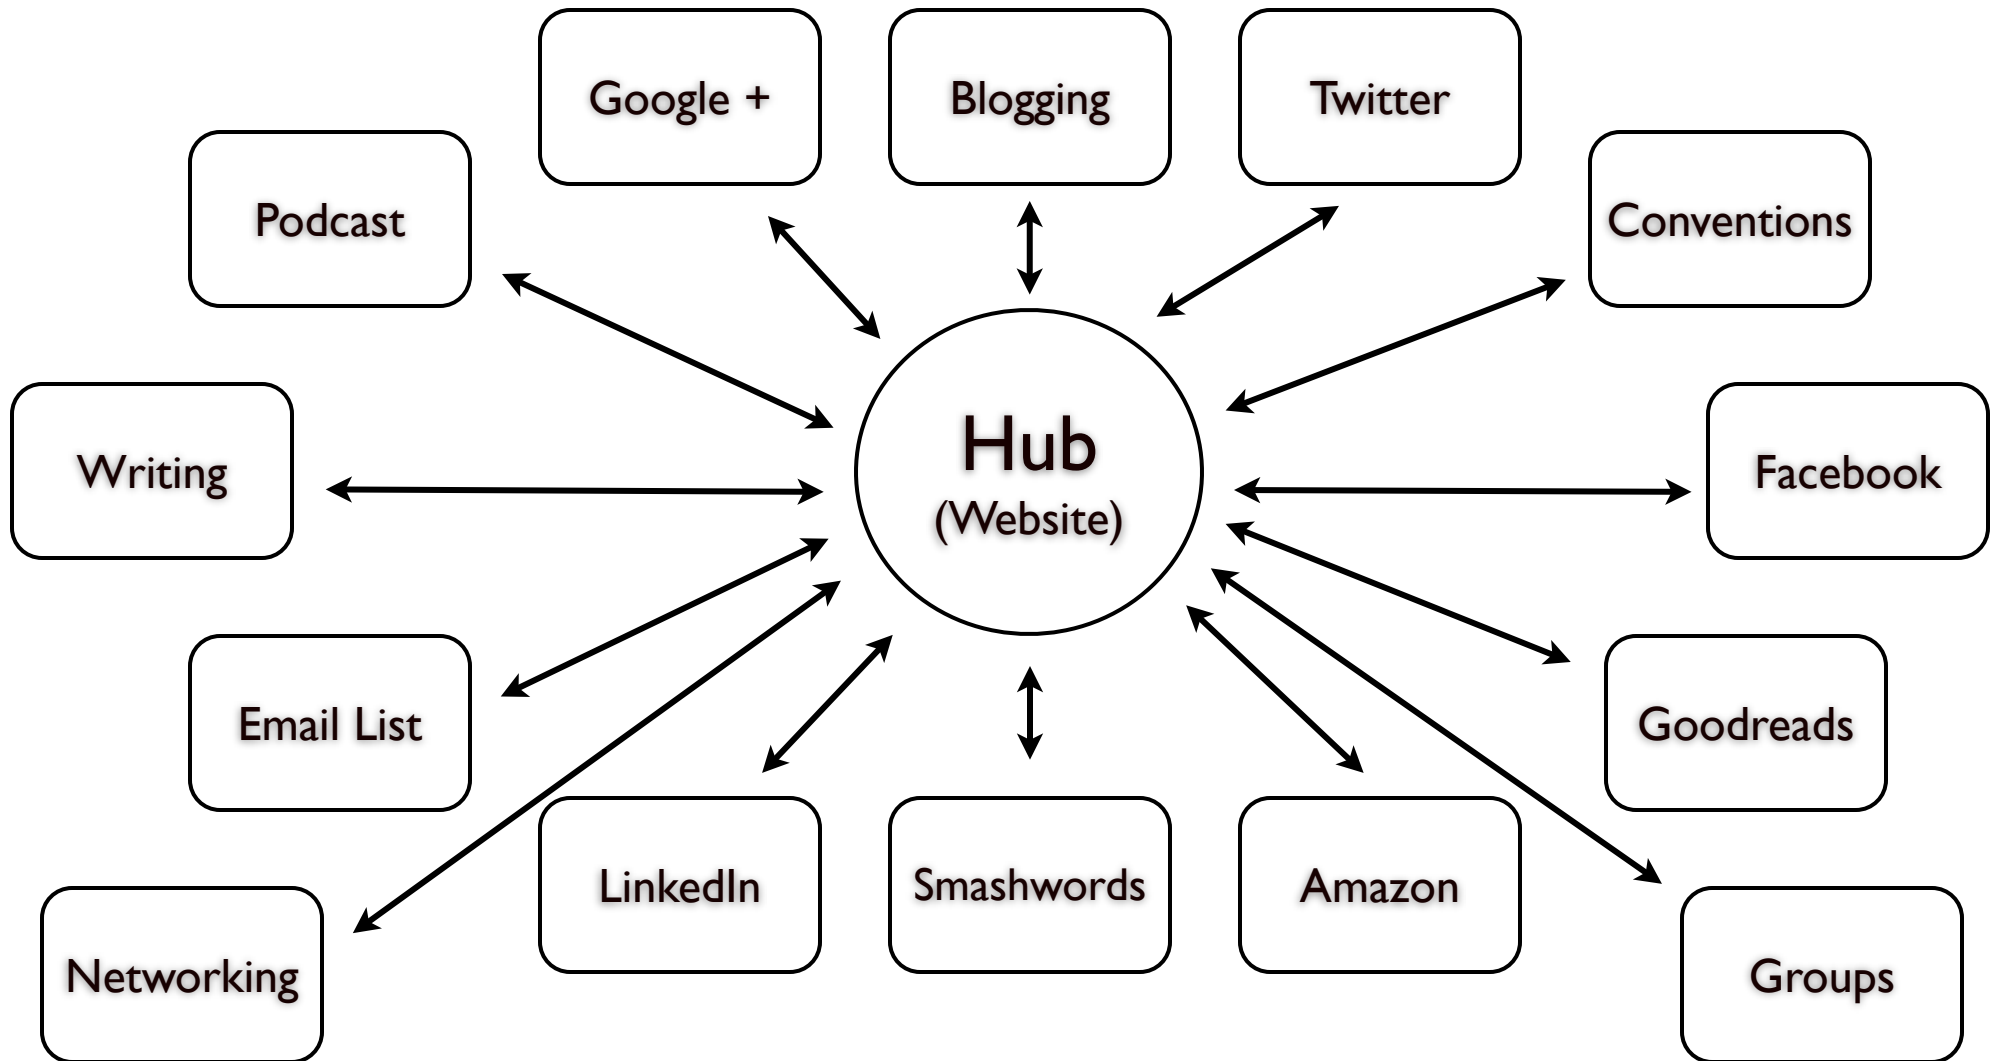 Google +
Blogging
Twitter
Podcast
Conventions
Hub
(Website)
Writing
Facebook
Email List
Goodreads
LinkedIn
Smashwords
Amazon
Networking
Groups